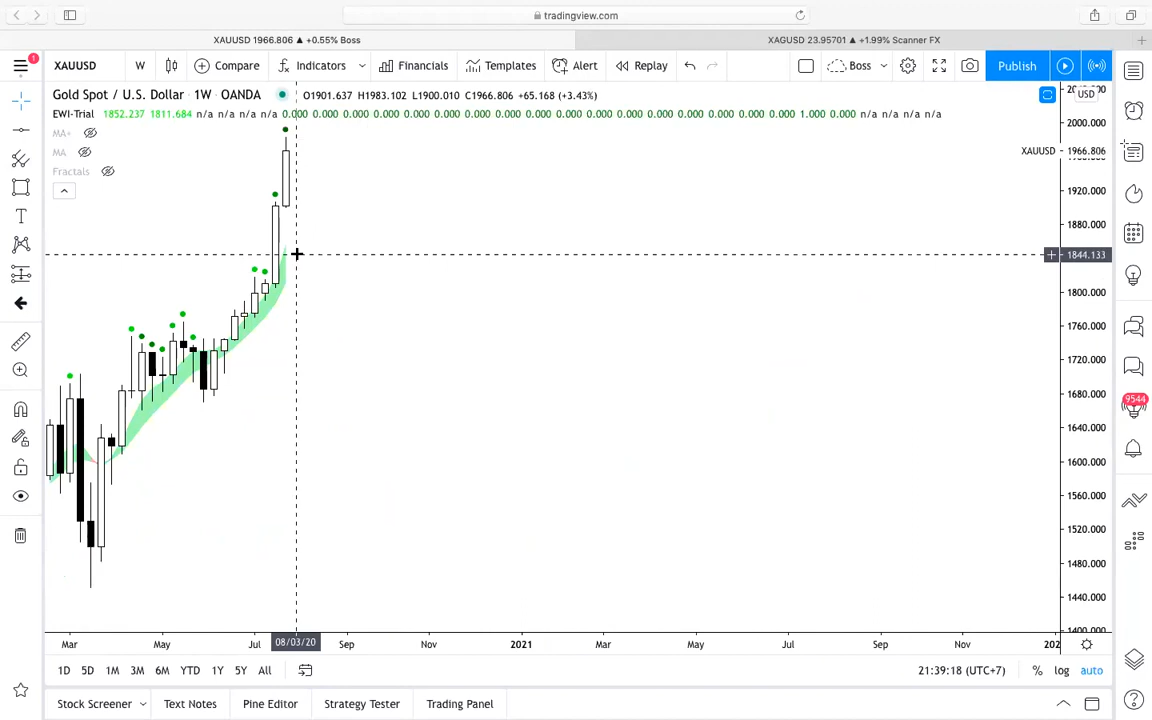 tradingview.com
XAUUSD 1966.806 ▲ +0.55% Boss
XAGUSD 23.95701 ▲ +1.99% Scanner FX
1
XAUUSD W Compare Indicators Financials Templates Alert Replay Boss Publish
Gold Spot / U.S. Dollar 1W OANDA O1901.637 H1983.102 L1900.010 C1966.806 +65.168 (+3.43%)
USD
EWI-Trial 1852.237 1811.684 n/a n/a n/a n/a 0.000 0.000 0.000 0.000 0.000 0.000 0.000 0.000 0.000 0.000 0.000 0.000 0.000 0.000 0.000 0.000 0.000 1.000 0.000 n/a n/a n/a n/a
MA+
MA
Fractals
2000.000
XAUUSD 1966.806
1920.000
1880.000
1844.133
1800.000
1760.000
1720.000
1680.000
1640.000
1600.000
1560.000
1520.000
1480.000
1440.000
1400.000
9544
Mar May Jul 08/03/20 Sep Nov 2021 Mar May Jul Sep Nov 202
1D 5D 1M 3M 6M YTD 1Y 5Y All 21:39:18 (UTC+7) % log auto
Stock Screener Text Notes Pine Editor Strategy Tester Trading Panel